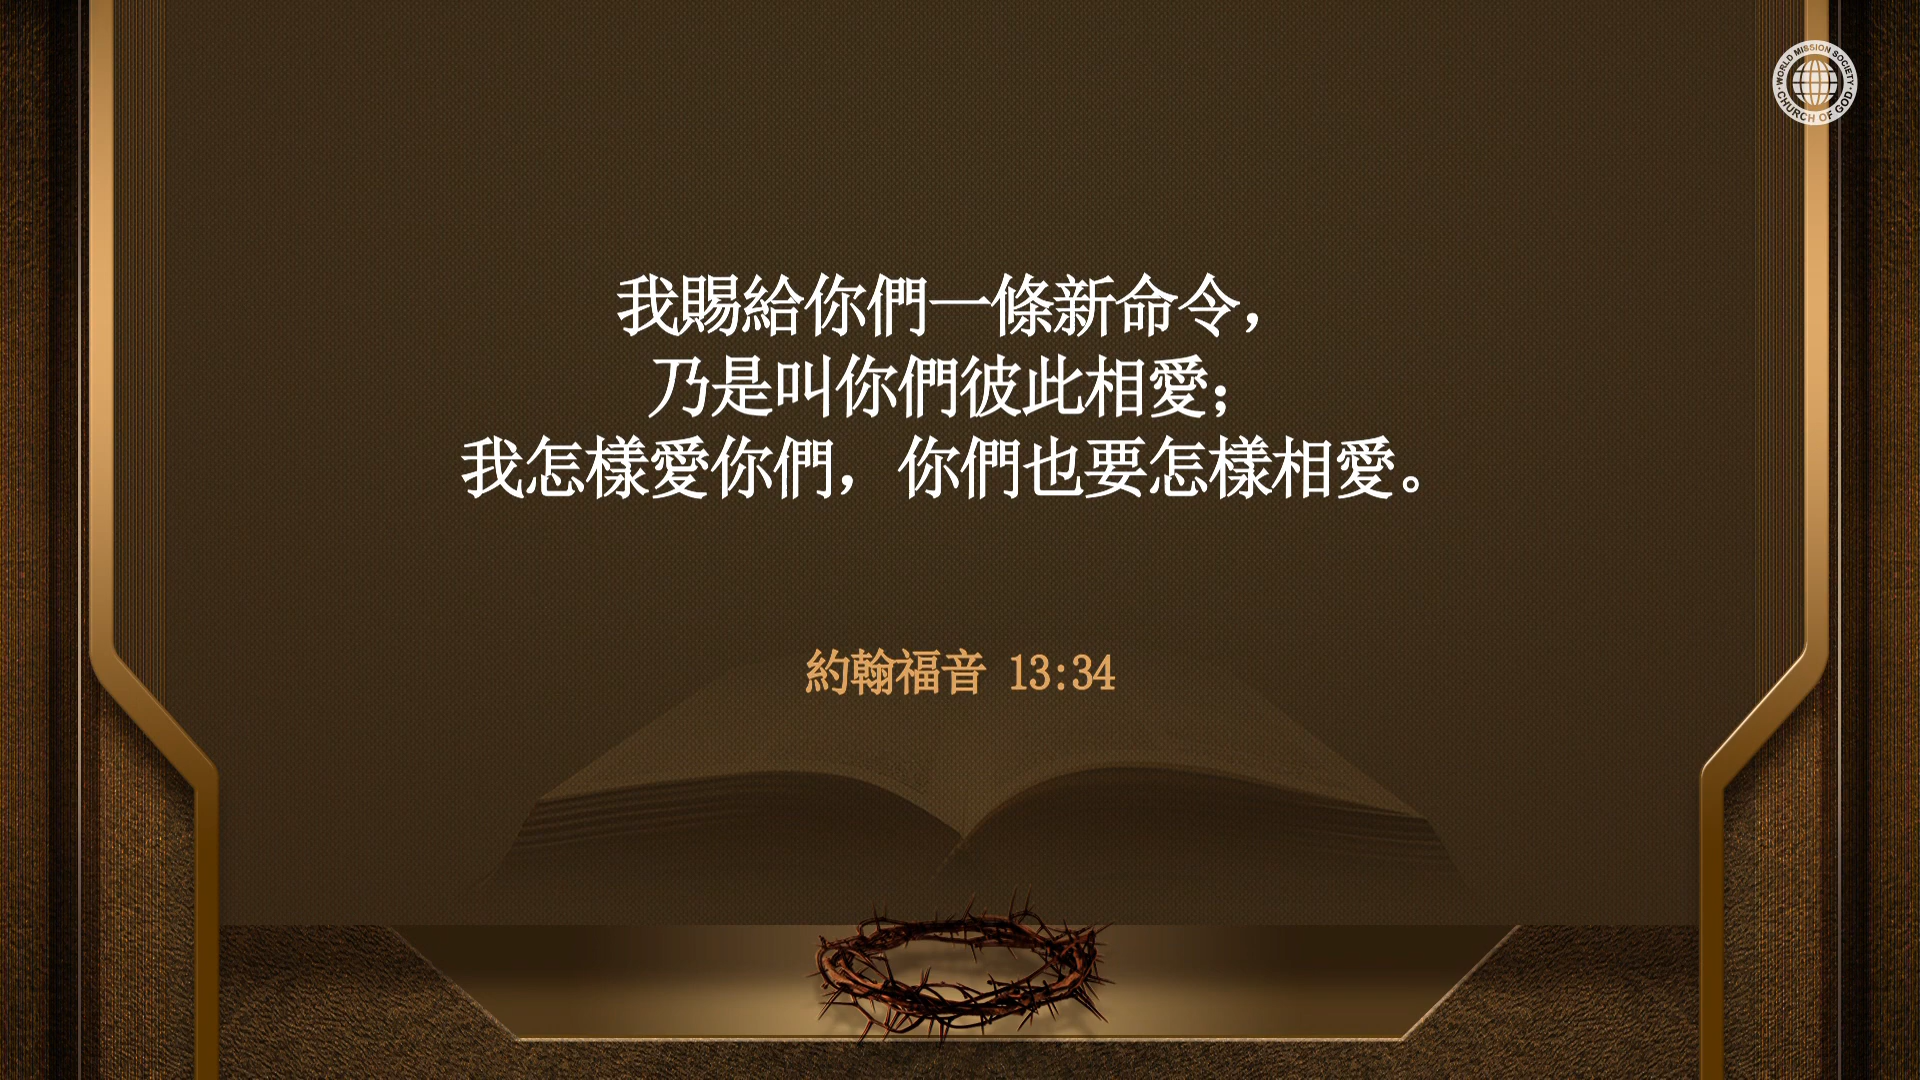 WORLD MISSION SOCIETY
CHURCH OF GOD
我賜給你們一條新命令，
乃是叫你們彼此相愛；
我怎樣愛你們，你們也要怎樣相愛。
約翰福音 13:34